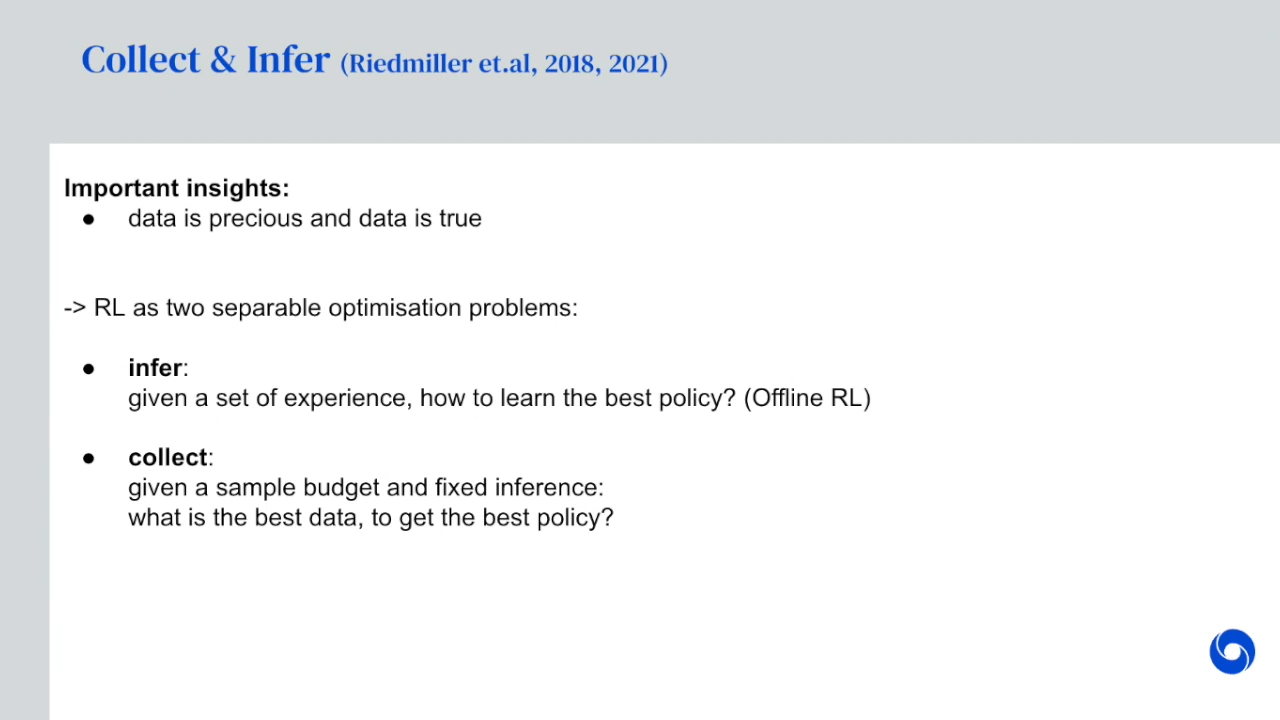 Collect & Infer (Riedmiller et.al, 2018, 2021)
Important insights:
● data is precious and data is true
-> RL as two separable optimisation problems:
● infer:
given a set of experience, how to learn the best policy? (Offline RL)
● collect:
given a sample budget and fixed inference:
what is the best data, to get the best policy?